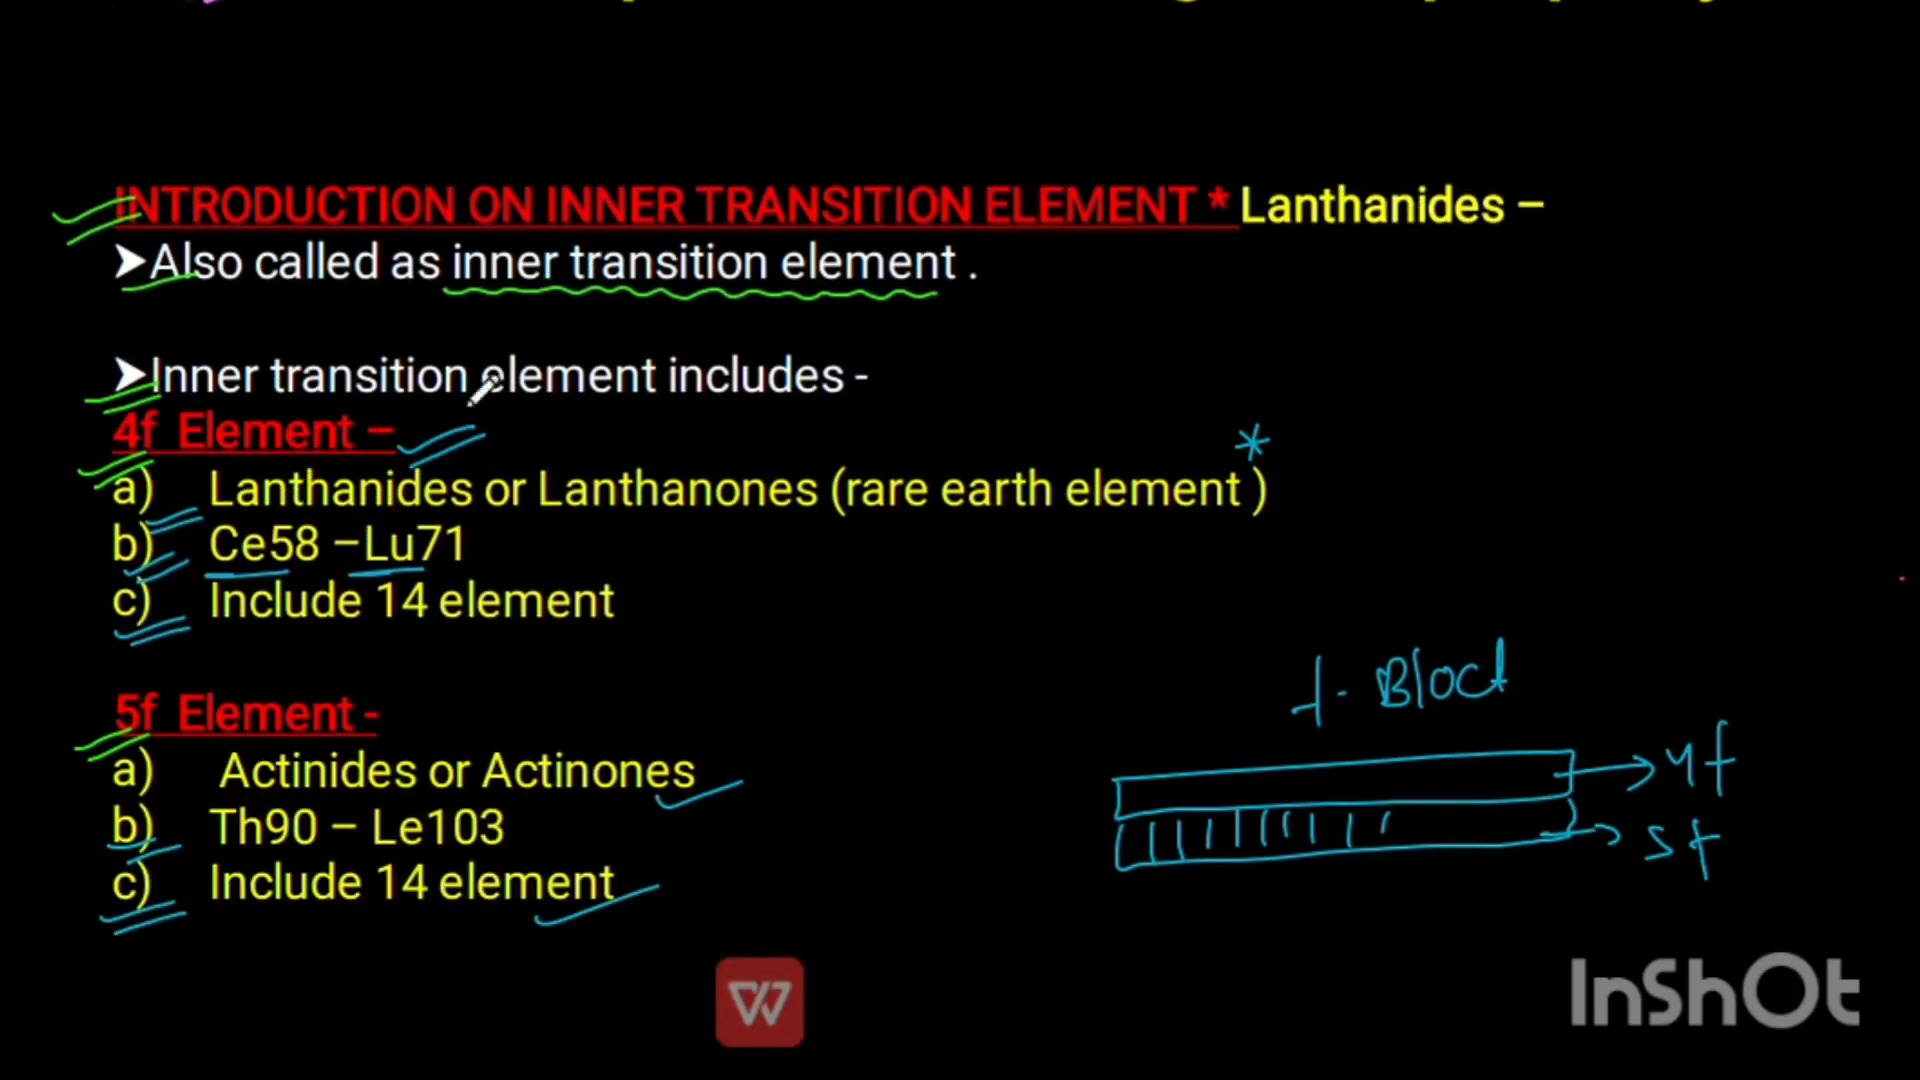 INTRODUCTION ON INNER TRANSITION ELEMENT * Lanthanides –
➤Also called as inner transition element .
➤Inner transition element includes -
4f Element –
*
a) Lanthanides or Lanthanones (rare earth element )
b) Ce58 –Lu71
c) Include 14 element
5f Element -
a) Actinides or Actinones
b) Th90 – Le103
c) Include 14 element
f- Block
4f
5f
InShOt